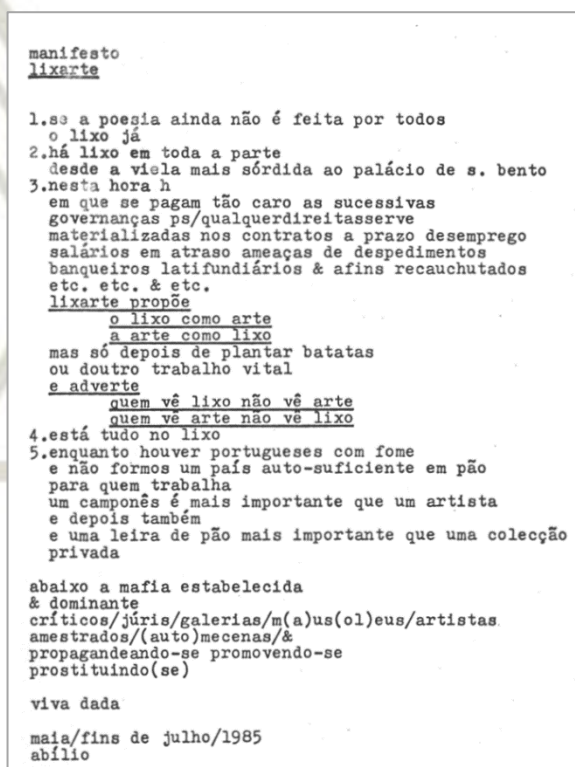 manifesto
lixarte
1.se a poesia ainda não é feita por todos
o lixo já
2.há lixo em toda a parte
desde a viela mais sórdida ao palácio de s. bento
3.nesta hora h
em que se pagam tão caro as sucessivas
governanças ps/qualquerdireitasserve
materializadas nos contratos a prazo desemprego
salários em atraso ameaças de despedimentos
banqueiros latifundiários & afins recauchutados
etc. etc. & etc.
lixarte propõe
o lixo como arte
a arte como lixo
mas só depois de plantar batatas
ou doutro trabalho vital
e adverte
quem vê lixo não vê arte
quem vê arte não vê lixo
4.está tudo no lixo
5.enquanto houver portugueses com fome
e não formos um país auto-suficiente em pão
para quem trabalha
um camponês é mais importante que um artista
e depois também
e uma leira de pão mais importante que uma colecção
privada
abaixo a mafia estabelecida
& dominante
críticos/júris/galerias/m(a)us(ol)eus/artistas
amestrados/(auto)mecenas/&
propagandeando-se promovendo-se
prostituindo(se)
viva dada
maia/fins de julho/1985
abílio